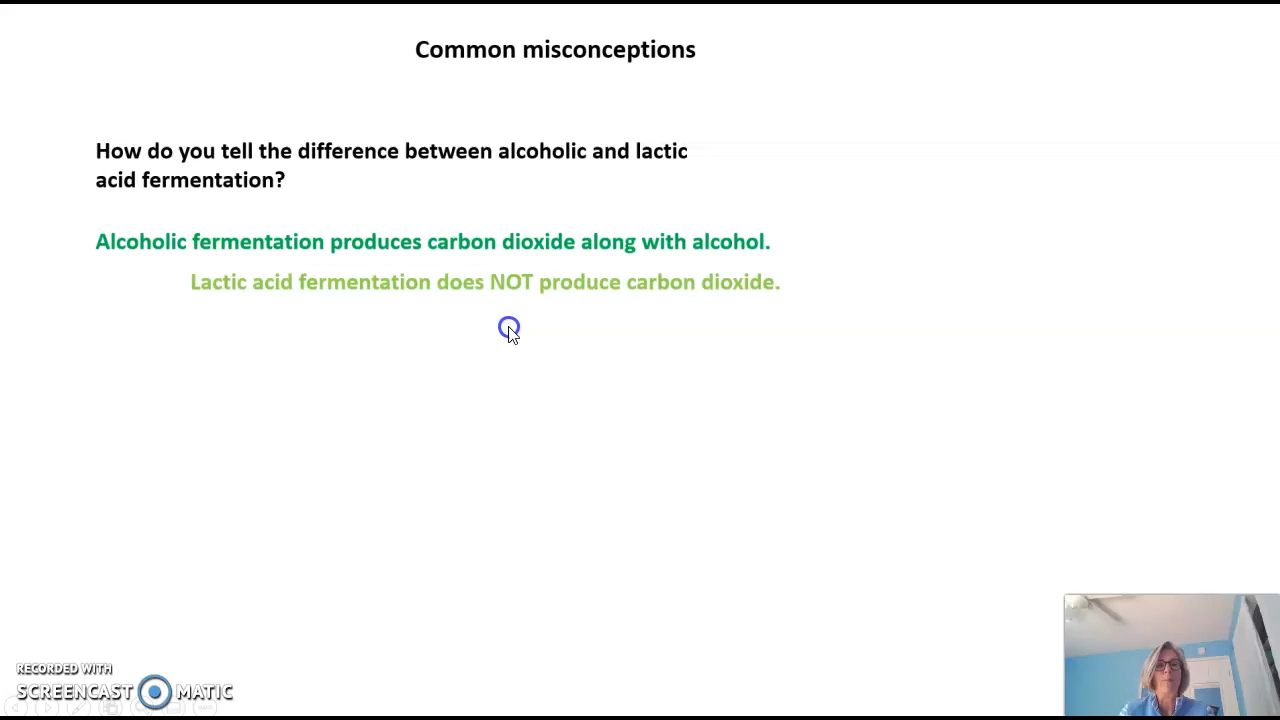 Common misconceptions
How do you tell the difference between alcoholic and lactic
acid fermentation?
Alcoholic fermentation produces carbon dioxide along with alcohol.
Lactic acid fermentation does NOT produce carbon dioxide.
RECORDED WITH
SCREENCAST MATIC